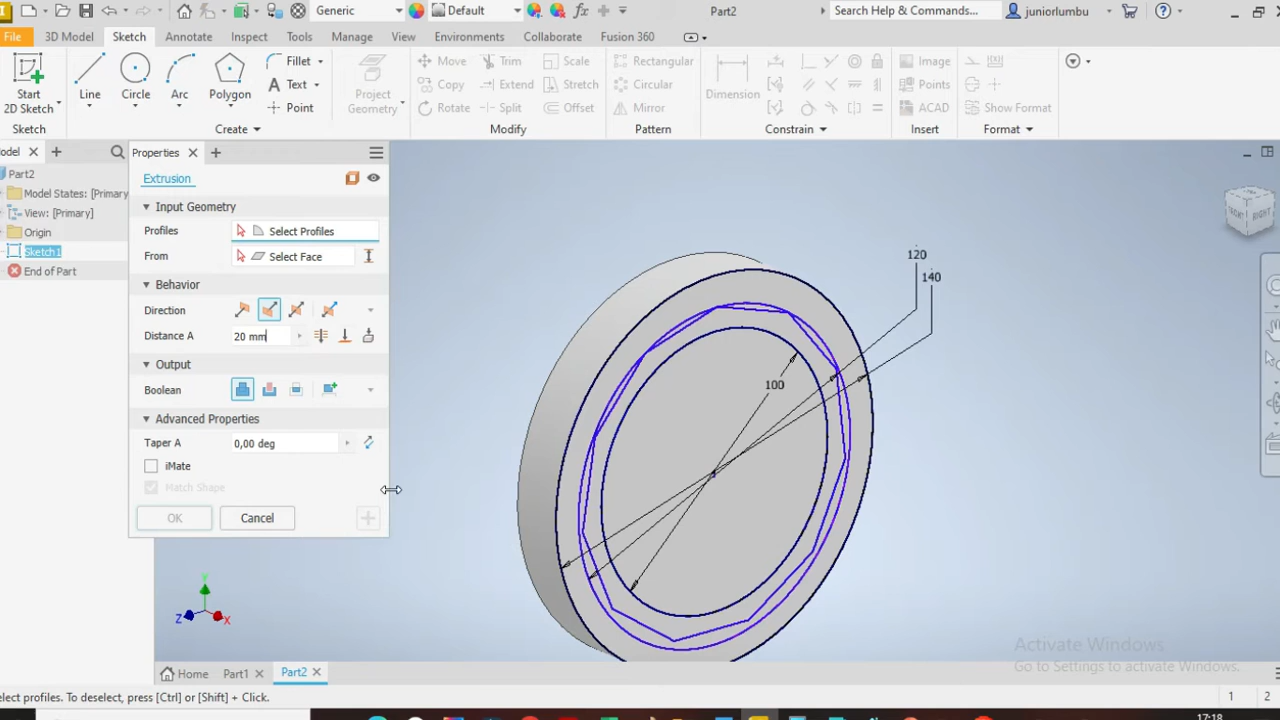 Generic
Default
Part2
Search Help & Commands...
juniorlumbu
File
3D Model
Sketch
Annotate
Inspect
Tools
Manage
View
Environments
Collaborate
Fusion 360
Start
2D Sketch
Line
Circle
Arc
Polygon
Fillet
Text
Point
Project
Geometry
Move
Trim
Scale
Copy
Extend
Stretch
Rotate
Split
Offset
Rectangular
Circular
Mirror
Dimension
Image
Points
ACAD
Show Format
Sketch
Create
Modify
Pattern
Constrain
Insert
Format
odel
Part2
Model States: [Primary
View: [Primary]
Origin
Sketch1
End of Part
Properties
Extrusion
Input Geometry
Profiles
Select Profiles
From
Select Face
Behavior
Direction
Distance A
20 mm
Output
Boolean
Advanced Properties
Taper A
0,00 deg
iMate
Match Shape
OK
Cancel
120
140
100
FRONT
RIGHT
Y
Z
X
Activate Windows
Go to Settings to activate Windows.
Home
Part1
Part2
elect profiles. To deselect, press [Ctrl] or [Shift] + Click.
1
2
17:18